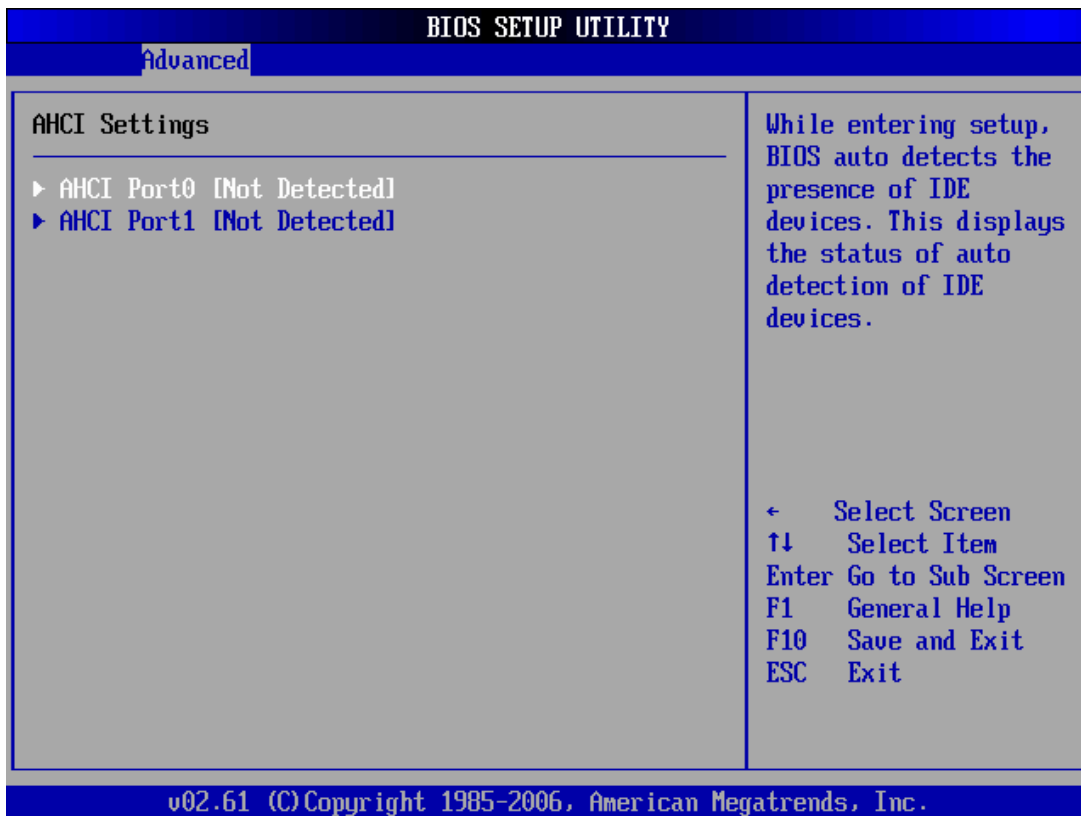 BIOS SETUP UTILITY
Advanced
AHCI Settings
▶ AHCI Port0 [Not Detected]
▶ AHCI Port1 [Not Detected]
While entering setup,
BIOS auto detects the
presence of IDE
devices. This displays
the status of auto
detection of IDE
devices.
← Select Screen
↑↓ Select Item
Enter Go to Sub Screen
F1 General Help
F10 Save and Exit
ESC Exit
v02.61 (C)Copyright 1985-2006, American Megatrends, Inc.